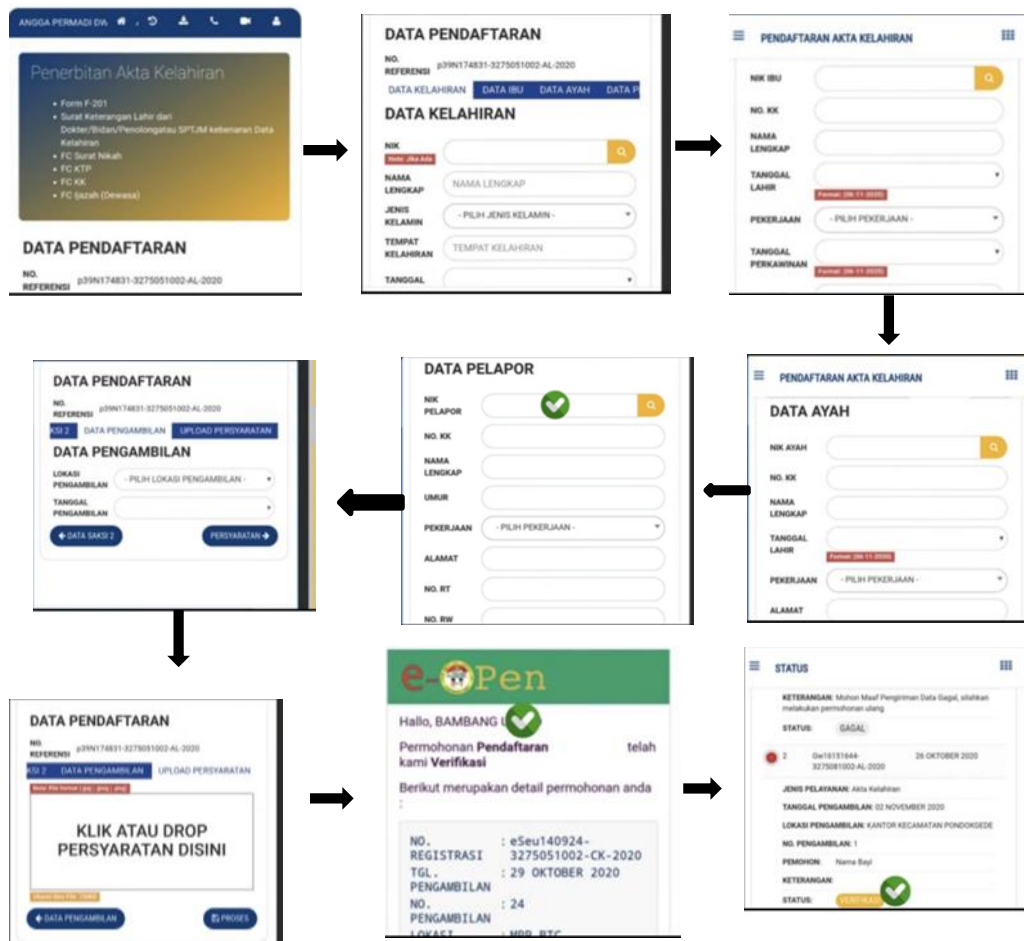 ANGGA PERMADI DW
Penerbitan Akta Kelahiran
Form F-201
Surat Keterangan Lahir dari
Dokter/Bidan/Penolongatau SPTJM kebenaran Data
Kelahiran
FC Surat Nikah
FC KTP
FC KK
FC Ijazah (Dewasa)
DATA PENDAFTARAN
NO.
REFERENSI p39N174831-3275051002-AL-2020
DATA PENDAFTARAN
NO.
REFERENSI p39N174831-3275051002-AL-2020
DATA KELAHIRAN DATA IBU DATA AYAH DATA P
DATA KELAHIRAN
NIK
Note: Jika Ada
NAMA
LENGKAP NAMA LENGKAP
JENIS
KELAMIN - PILIH JENIS KELAMIN -
TEMPAT
KELAHIRAN TEMPAT KELAHIRAN
TANGGAL
PENDAFTARAN AKTA KELAHIRAN
NIK IBU
NO. KK
NAMA
LENGKAP
TANGGAL
LAHIR
Format: (06-11-2020)
PEKERJAAN - PILIH PEKERJAAN -
TANGGAL
PERKAWINAN
Format: (06-11-2020)
PENDAFTARAN AKTA KELAHIRAN
DATA AYAH
NIK AYAH
NO. KK
NAMA
LENGKAP
TANGGAL
LAHIR
Format: (06-11-2020)
PEKERJAAN - PILIH PEKERJAAN -
ALAMAT
DATA PELAPOR
NIK
PELAPOR
NO. KK
NAMA
LENGKAP
UMUR
PEKERJAAN - PILIH PEKERJAAN -
ALAMAT
NO. RT
NO. RW
DATA PENDAFTARAN
NO.
REFERENSI p39N174831-3275051002-AL-2020
KSI 2 DATA PENGAMBILAN UPLOAD PERSYARATAN
DATA PENGAMBILAN
LOKASI
PENGAMBILAN - PILIH LOKASI PENGAMBILAN -
TANGGAL
PENGAMBILAN
DATA SAKSI 2 PERSYARATAN
DATA PENDAFTARAN
NO.
REFERENSI p39N174831-3275051002-AL-2020
KSI 2 DATA PENGAMBILAN UPLOAD PERSYARATAN
KLIK ATAU DROP
PERSYARATAN DISINI
DATA PENGAMBILAN PROSES
e-OPen
Hallo, BAMBANG
Permohonan Pendaftaran telah
kami Verifikasi
Berikut merupakan detail permohonan anda
:
NO. : eSeu140924-
REGISTRASI 3275051002-CK-2020
TGL. : 29 OKTOBER 2020
PENGAMBILAN
NO. : 24
PENGAMBILAN
LOKASI : MPP BTC
STATUS
KETERANGAN: Mohon Maaf Pengiriman Data Gagal, silahkan
melakukan permohonan ulang
STATUS: GAGAL
2 Gw16151644- 26 OKTOBER 2020
3275081002-AL-2020
JENIS PELAYANAN: Akta Kelahiran
TANGGAL PENGAMBILAN: 02 NOVEMBER 2020
LOKASI PENGAMBILAN: KANTOR KECAMATAN PONDOKGEDE
NO. PENGAMBILAN: 1
PEMOHON: Nama Bayi
KETERANGAN:
STATUS: VERIFIKASI